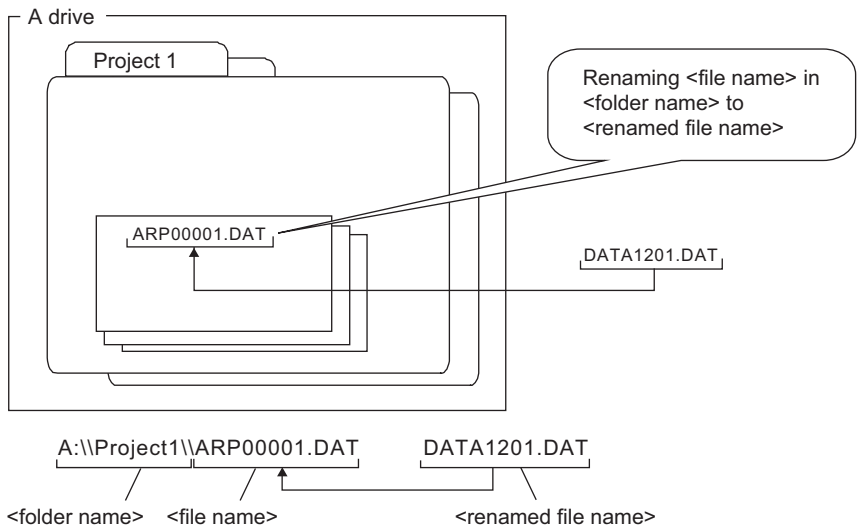 A drive
Project 1
Renaming <file name> in
<folder name> to
<renamed file name>
ARP00001.DAT
DATA1201.DAT
A:\\Project1\\ARP00001.DAT
DATA1201.DAT
<folder name>
<file name>
<renamed file name>